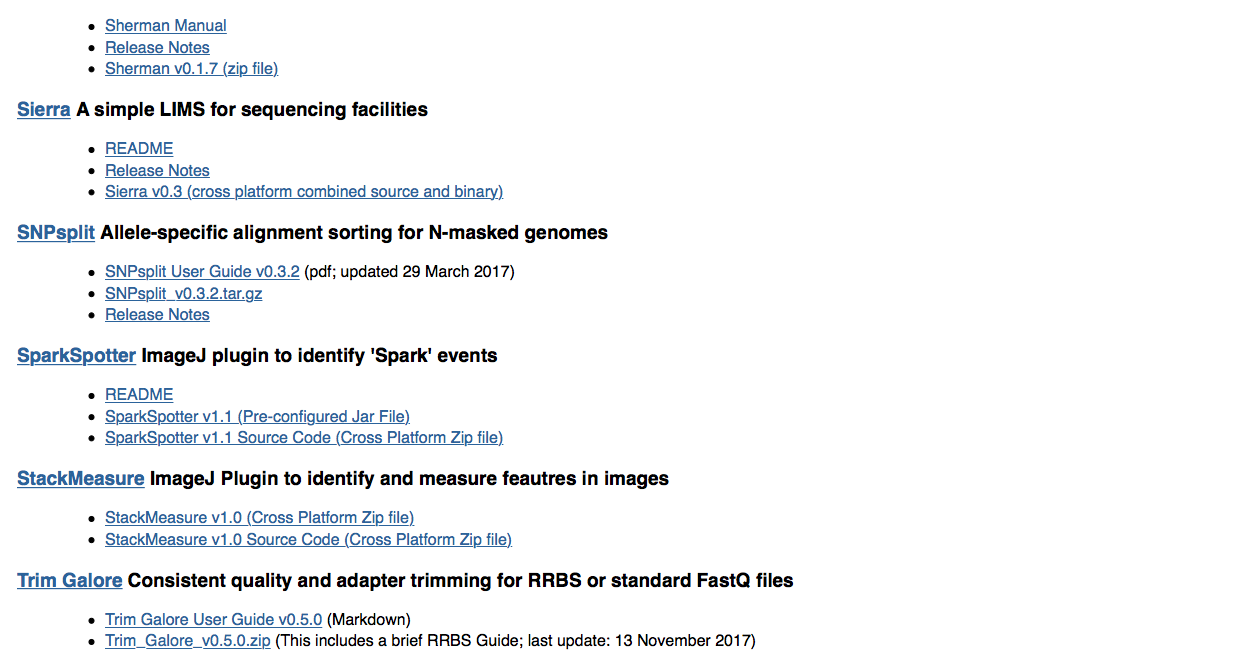 Sherman Manual
Release Notes
Sherman v0.1.7 (zip file)
Sierra A simple LIMS for sequencing facilities
README
Release Notes
Sierra v0.3 (cross platform combined source and binary)
SNPsplit Allele-specific alignment sorting for N-masked genomes
SNPsplit User Guide v0.3.2 (pdf; updated 29 March 2017)
SNPsplit_v0.3.2.tar.gz
Release Notes
SparkSpotter ImageJ plugin to identify 'Spark' events
README
SparkSpotter v1.1 (Pre-configured Jar File)
SparkSpotter v1.1 Source Code (Cross Platform Zip file)
StackMeasure ImageJ Plugin to identify and measure feautres in images
StackMeasure v1.0 (Cross Platform Zip file)
StackMeasure v1.0 Source Code (Cross Platform Zip file)
Trim Galore Consistent quality and adapter trimming for RRBS or standard FastQ files
Trim Galore User Guide v0.5.0 (Markdown)
Trim_Galore_v0.5.0.zip (This includes a brief RRBS Guide; last update: 13 November 2017)